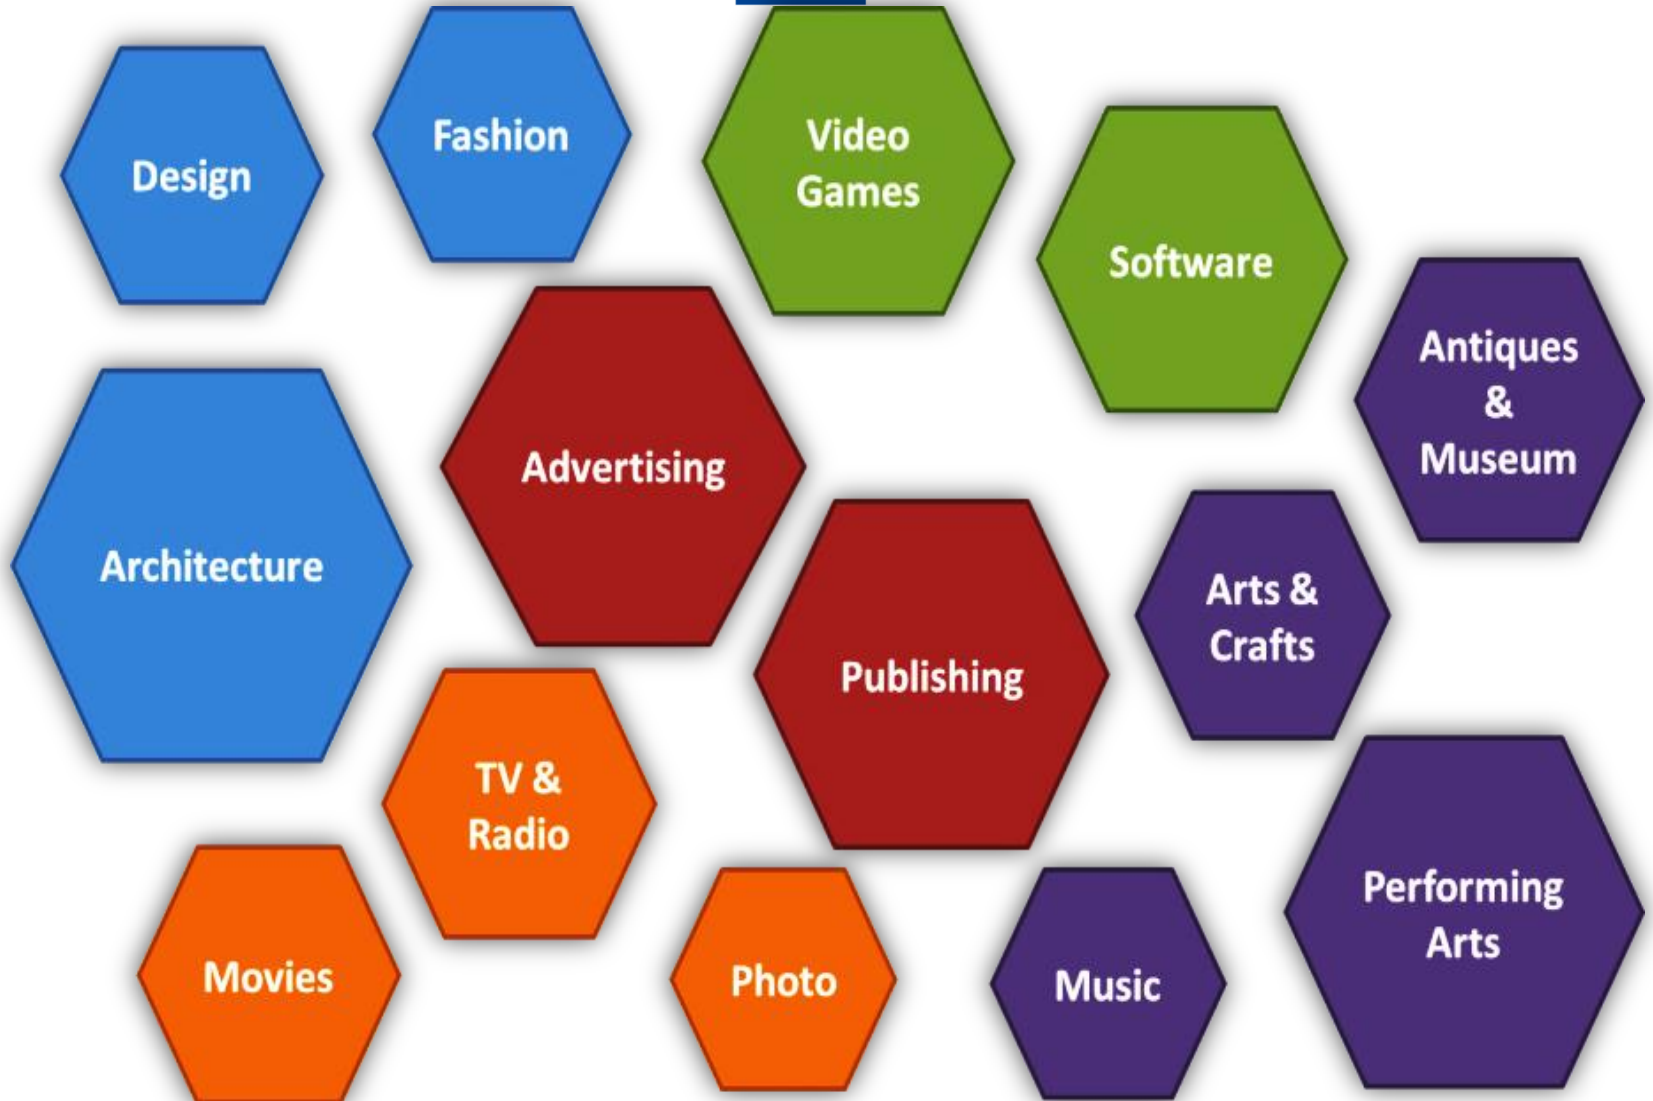 Design
Fashion
Video
Games
Software
Antiques
&
Museum
Architecture
Advertising
Publishing
Arts &
Crafts
TV &
Radio
Movies
Photo
Music
Performing
Arts